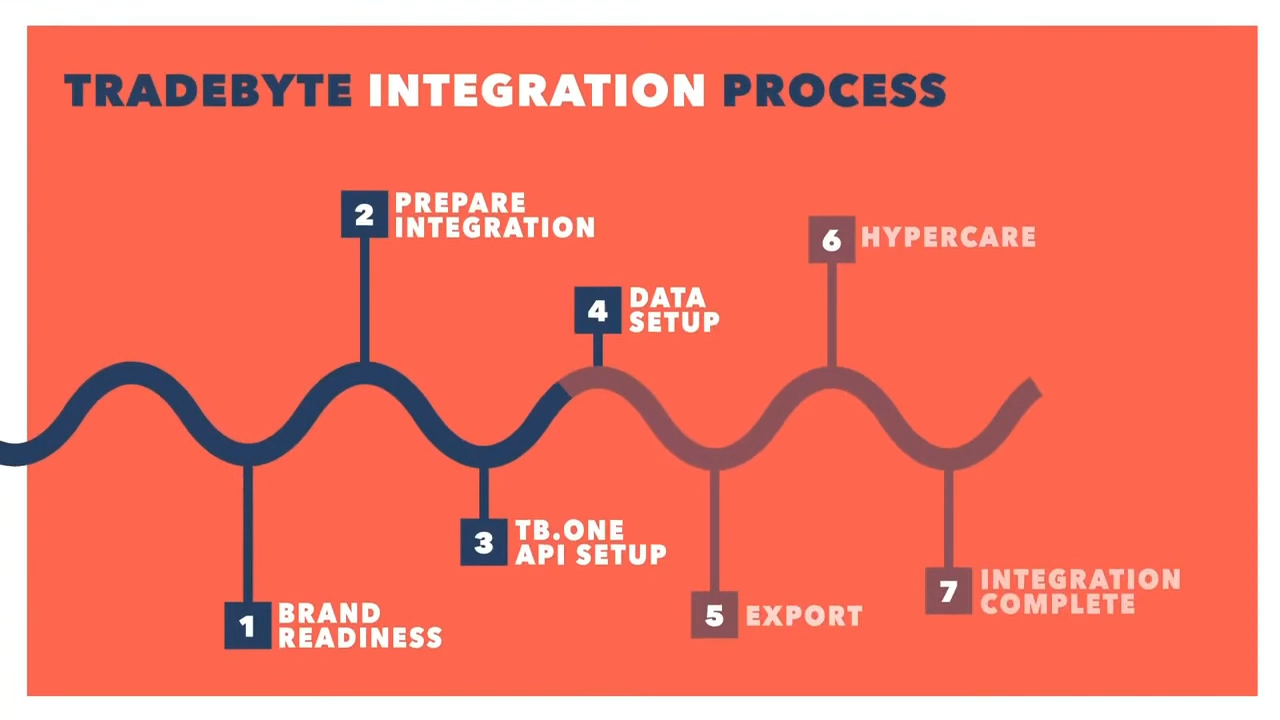 TRADEBYTE INTEGRATION PROCESS
1 BRAND
READINESS
2 PREPARE
INTEGRATION
3 TB.ONE
API SETUP
4 DATA
SETUP
5 EXPORT
6 HYPERCARE
7 INTEGRATION
COMPLETE